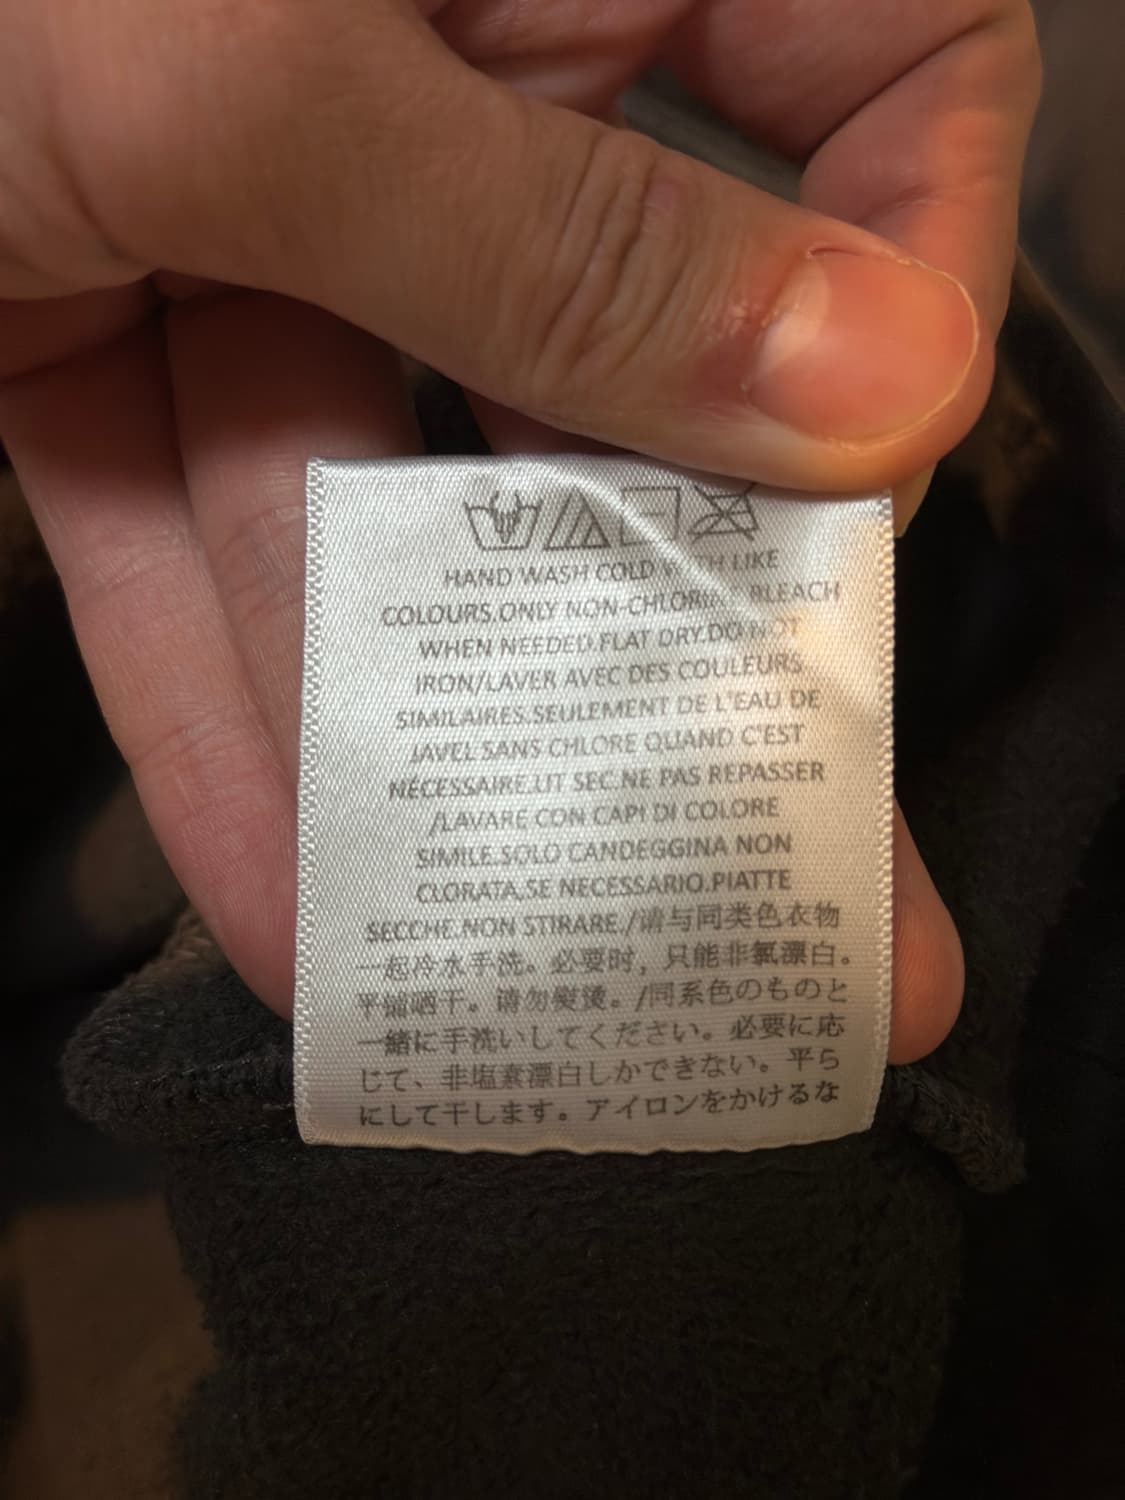 HAND WASH COLD WITH LIKE
COLOURS.ONLY NON-CHLORINE BLEACH
WHEN NEEDED.FLAT DRY.DO NOT
IRON/LAVER AVEC DES COULEURS
SIMILAIRES.SEULEMENT DE L'EAU DE
JAVEL SANS CHLORE QUAND C'EST
NÉCESSAIRE.LIT SEC.NE PAS REPASSER
/LAVARE CON CAPI DI COLORE
SIMILE.SOLO CANDEGGINA NON
CLORATA,SE NECESSARIO.PIATTE
SECCHE.NON STIRARE./请与同类色衣物
一起冷水手洗。必要时，只能非氯漂白。
平铺晒干。请勿熨烫。/同系色のものと
一緒に手洗いしてください。必要に応
じて、非塩素漂白しかできない。平ら
にして干します。アイロンをかけるな